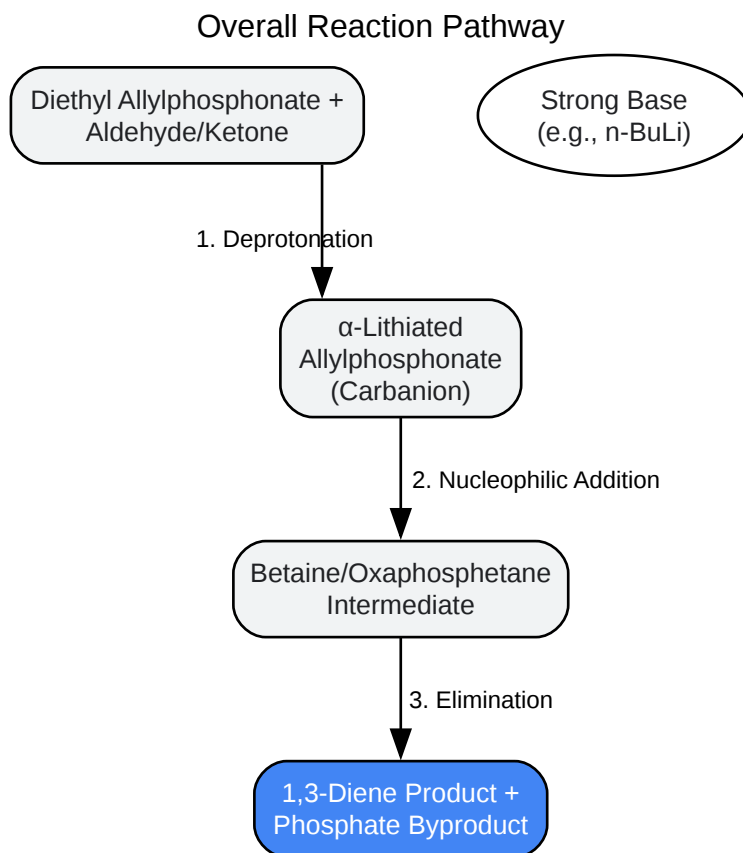 Overall Reaction Pathway
Diethyl Allylphosphonate +
Aldehyde/Ketone
Strong Base
(e.g., n-BuLi)
1. Deprotonation
α-Lithiated
Allylphosphonate
(Carbanion)
2. Nucleophilic Addition
Betaine/Oxaphosphetane
Intermediate
3. Elimination
1,3-Diene Product +
Phosphate Byproduct